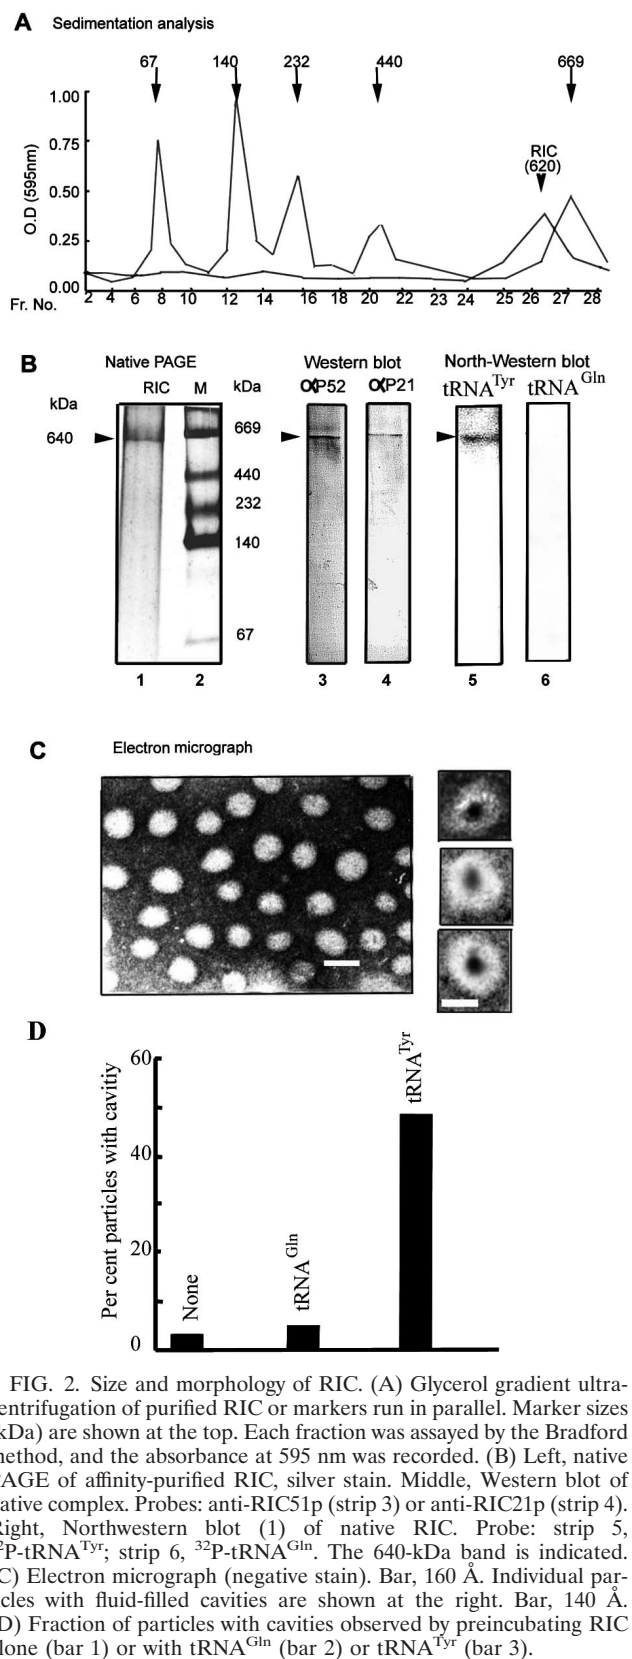 A Sedimentation analysis
67 140 232 440 669
RIC
(620)
O.D (595nm)
1.00
0.75
0.50
0.25
0.00
Fr. No. 2 4 6 8 10 12 14 16 18 20 22 23 24 25 26 27 28
B Native PAGE Western blot North-Western blot
RIC M kDa αP52 αP21 tRNATyr tRNAGln
kDa
640
669
440
232
140
67
1 2 3 4 5 6
C Electron micrograph
D
Per cent particles with cavitiy
60
40
20
0
None
tRNAGln
tRNATyr
FIG. 2. Size and morphology of RIC. (A) Glycerol gradient ultra-
entrifugation of purified RIC or markers run in parallel. Marker sizes
kDa) are shown at the top. Each fraction was assayed by the Bradford
method, and the absorbance at 595 nm was recorded. (B) Left, native
PAGE of affinity-purified RIC, silver stain. Middle, Western blot of
ative complex. Probes: anti-RIC51p (strip 3) or anti-RIC21p (strip 4).
Right, Northwestern blot (1) of native RIC. Probe: strip 5,
2P-tRNATyr; strip 6, 32P-tRNAGln. The 640-kDa band is indicated.
C) Electron micrograph (negative stain). Bar, 160 Å. Individual par-
icles with fluid-filled cavities are shown at the right. Bar, 140 Å.
D) Fraction of particles with cavities observed by preincubating RIC
lone (bar 1) or with tRNAGln (bar 2) or tRNATyr (bar 3).